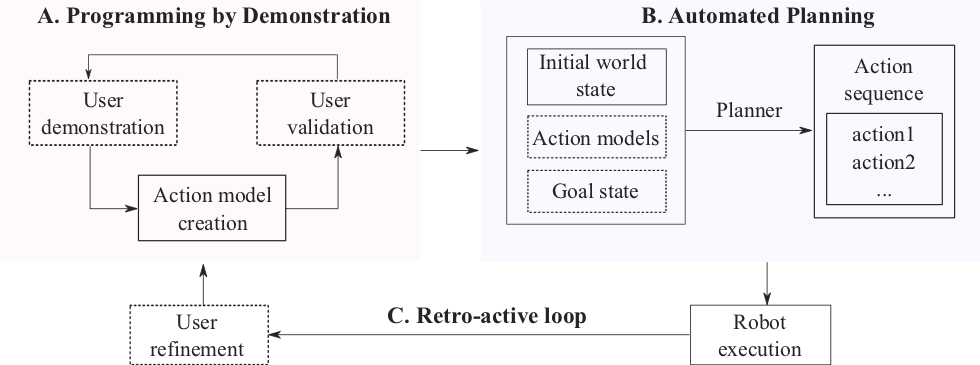 A. Programming by Demonstration
User
demonstration
User
validation
Action model
creation
B. Automated Planning
Initial world
state
Action models
Goal state
Planner
Action
sequence
action1
action2
...
C. Retro-active loop
User
refinement
Robot
execution